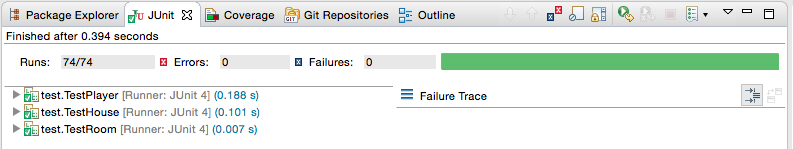 Package Explorer JUnit Coverage Git Repositories Outline
Finished after 0.394 seconds
Runs: 74/74 Errors: 0 Failures: 0
test.TestPlayer [Runner: JUnit 4] (0.188 s)
Failure Trace
test.TestHouse [Runner: JUnit 4] (0.101 s)
test.TestRoom [Runner: JUnit 4] (0.007 s)